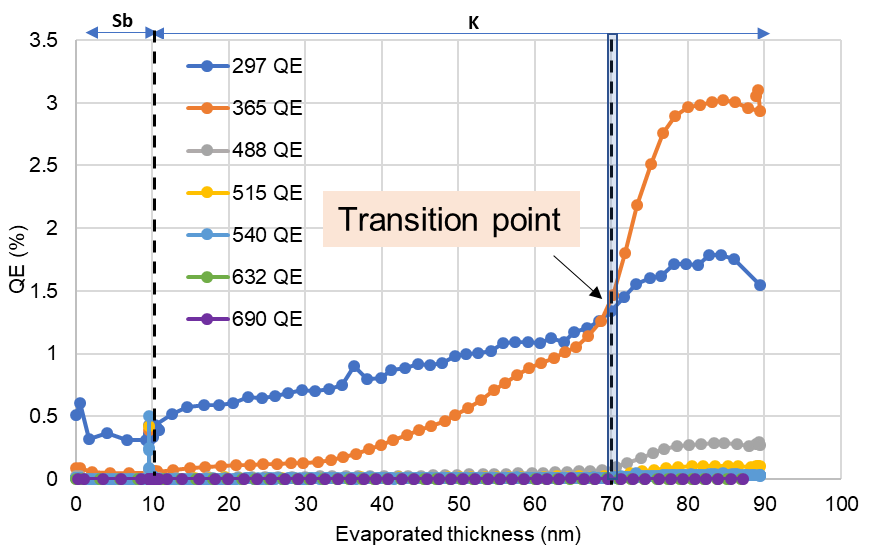 Sb
K
3.5
3
2.5
2
1.5
1
0.5
0
QE (%)
297 QE
365 QE
488 QE
515 QE
540 QE
632 QE
690 QE
Transition point
0 10 20 30 40 50 60 70 80 90 100
Evaporated thickness (nm)